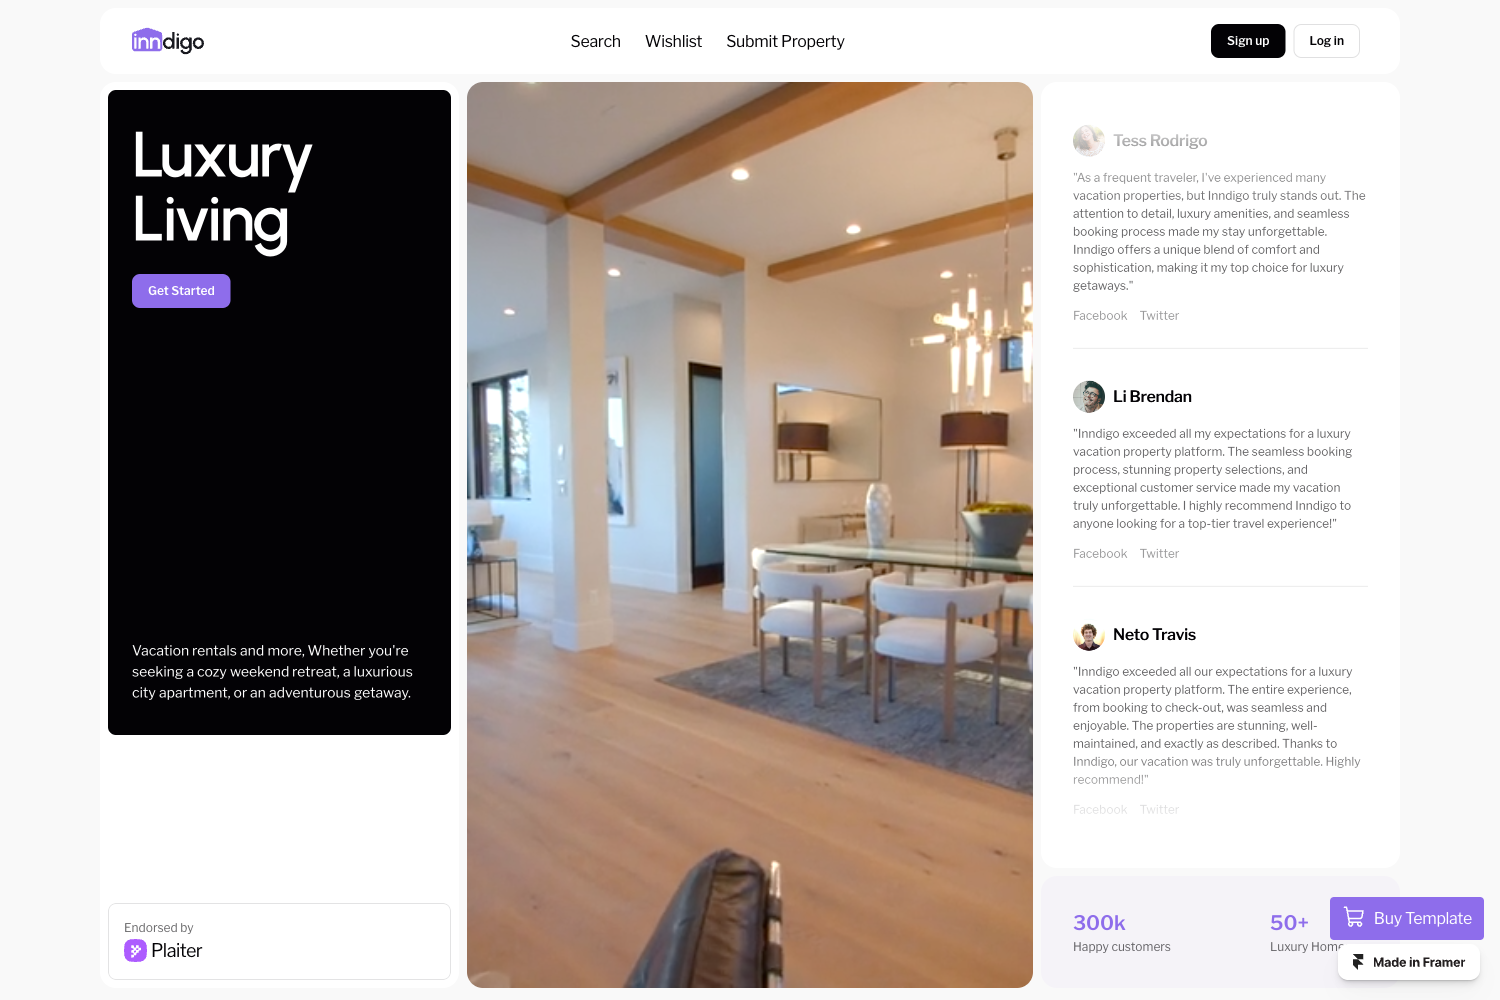 inndigo
Search
Wishlist
Submit Property
Sign up
Log in
Luxury
Living
Get Started
Vacation rentals and more, Whether you're
seeking a cozy weekend retreat, a luxurious
city apartment, or an adventurous getaway.
Endorsed by
Plaiter
Tess Rodrigo
"As a frequent traveler, I've experienced many
vacation properties, but Inndigo truly stands out. The
attention to detail, luxury amenities, and seamless
booking process made my stay unforgettable.
Inndigo offers a unique blend of comfort and
sophistication, making it my top choice for luxury
getaways."
Facebook Twitter
Li Brendan
"Inndigo exceeded all my expectations for a luxury
vacation property platform. The seamless booking
process, stunning property selections, and
exceptional customer service made my vacation
truly unforgettable. I highly recommend Inndigo to
anyone looking for a top-tier travel experience!"
Facebook Twitter
Neto Travis
"Inndigo exceeded all our expectations for a luxury
vacation property platform. The entire experience,
from booking to check-out, was seamless and
enjoyable. The properties are stunning, well-
maintained, and exactly as described. Thanks to
Inndigo, our vacation was truly unforgettable. Highly
recommend!"
Facebook Twitter
300k
Happy customers
50+
Luxury Home
Buy Template
Made in Framer